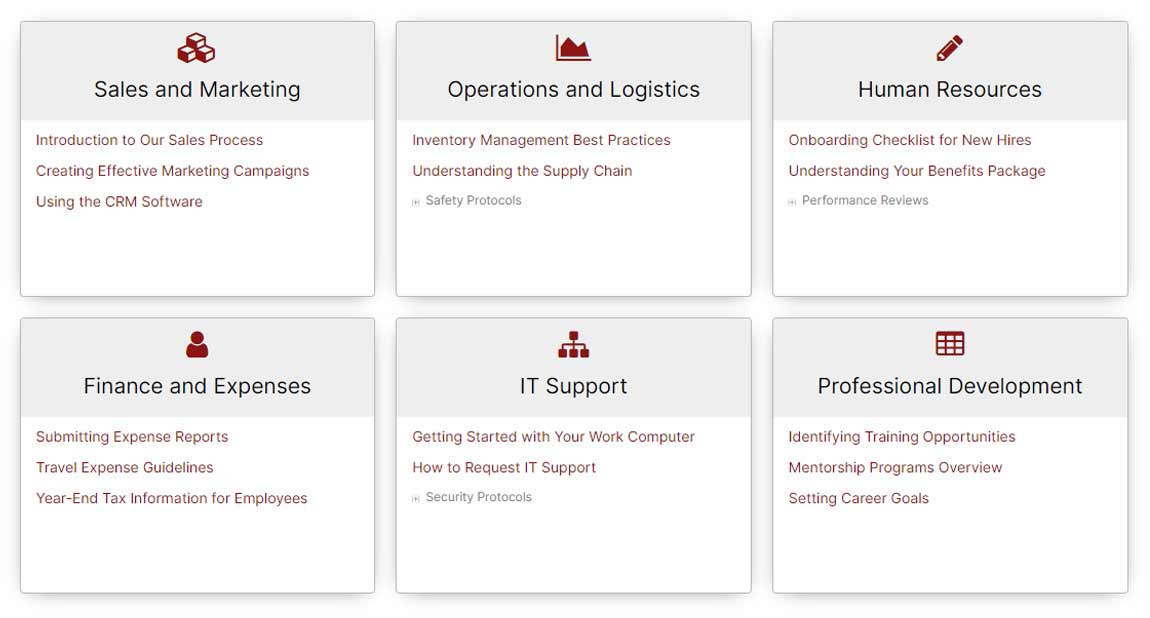 Sales and Marketing
Introduction to Our Sales Process
Creating Effective Marketing Campaigns
Using the CRM Software
Operations and Logistics
Inventory Management Best Practices
Understanding the Supply Chain
Safety Protocols
Human Resources
Onboarding Checklist for New Hires
Understanding Your Benefits Package
Performance Reviews
Finance and Expenses
Submitting Expense Reports
Travel Expense Guidelines
Year-End Tax Information for Employees
IT Support
Getting Started with Your Work Computer
How to Request IT Support
Security Protocols
Professional Development
Identifying Training Opportunities
Mentorship Programs Overview
Setting Career Goals